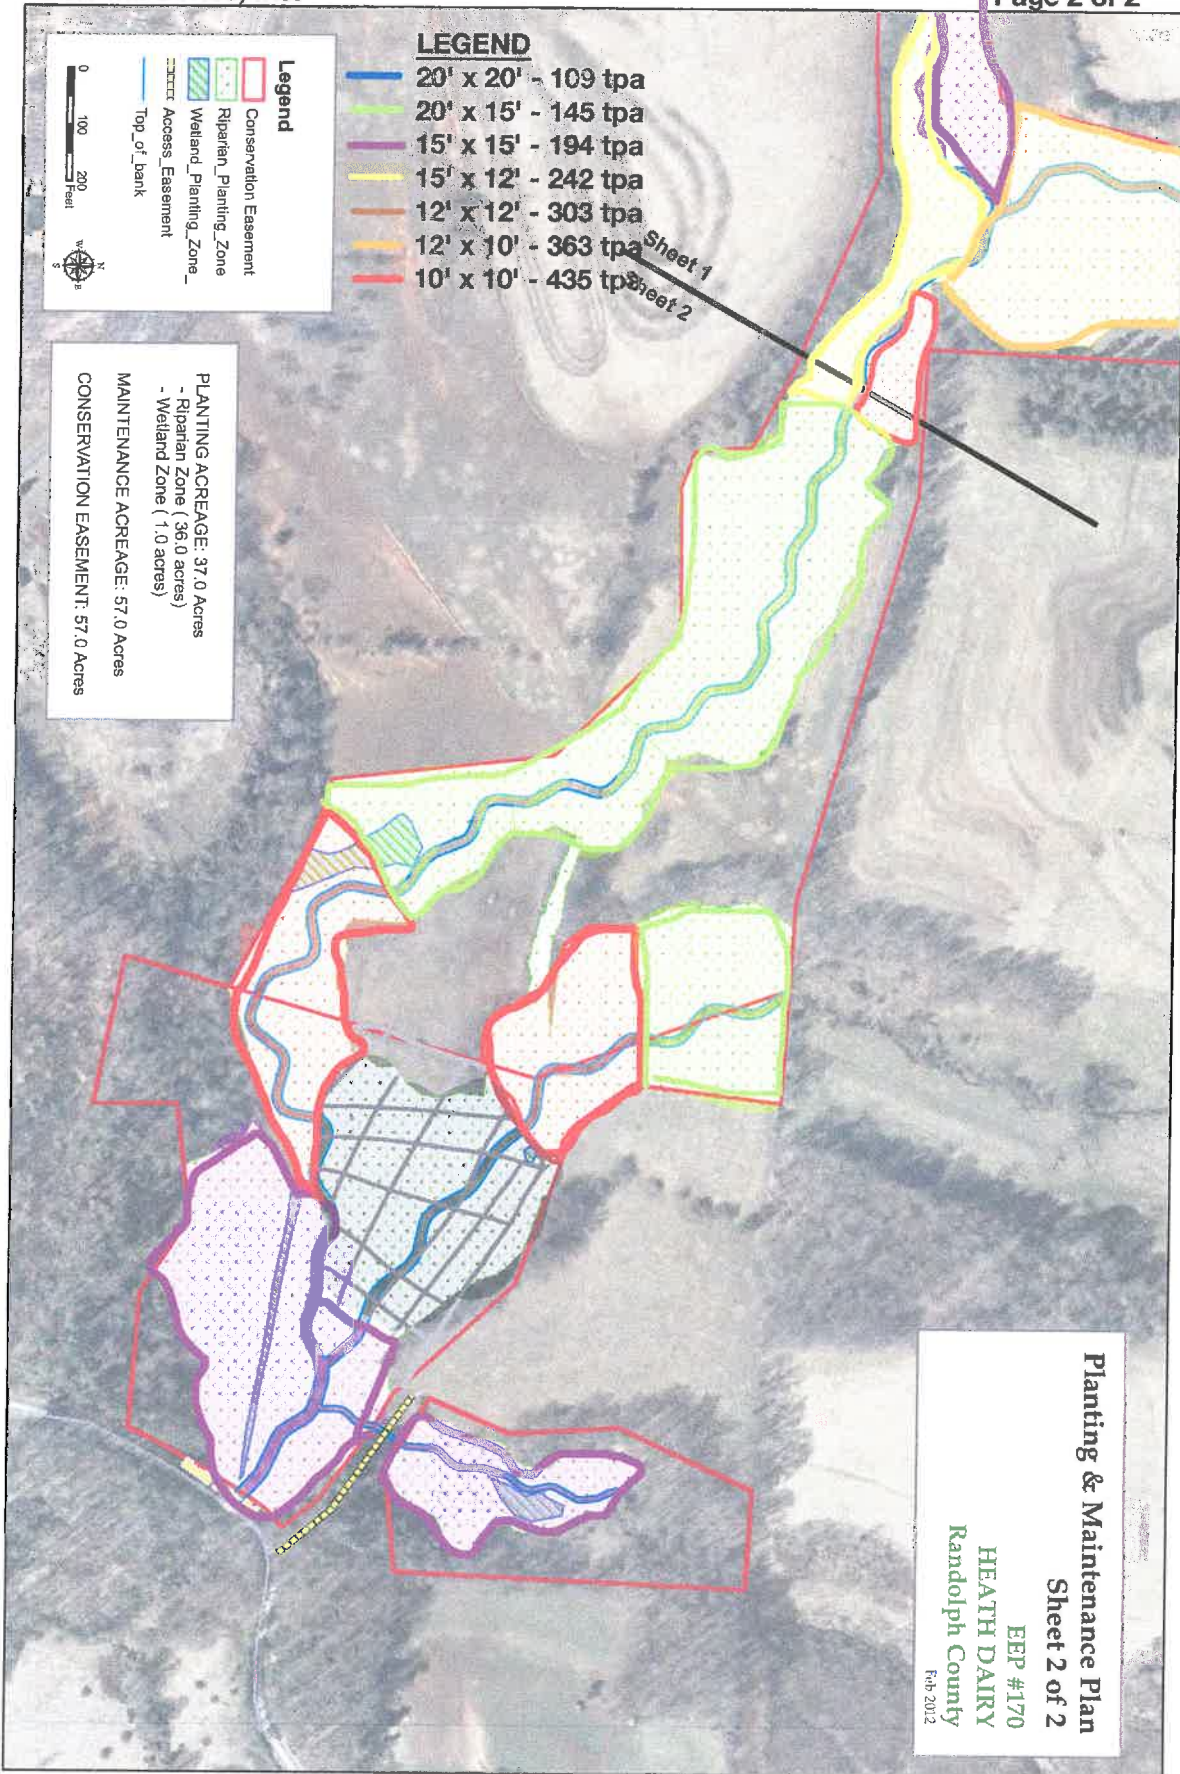 Page 2 of 2
LEGEND
20' x 20' - 109 tpa
20' x 15' - 145 tpa
15' x 15' - 194 tpa
15' x 12' - 242 tpa
12' x 12' - 303 tpa
12' x 10' - 363 tpa
10' x 10' - 435 tpa
Sheet 1
Sheet 2
Legend
Conservation Easement
Riparian_Planting_Zone
Wetland_Planting_Zone_
Access_Easement
Top_of_bank
0 100 200
Feet
N
W E
S
PLANTING ACREAGE: 37.0 Acres
- Riparian Zone ( 36.0 acres)
- Wetland Zone ( 1.0 acres)
MAINTENANCE ACREAGE: 57.0 Acres
CONSERVATION EASEMENT: 57.0 Acres
Planting & Maintenance Plan
Sheet 2 of 2
EEP #170
HEATH DAIRY
Randolph County
Feb 2012